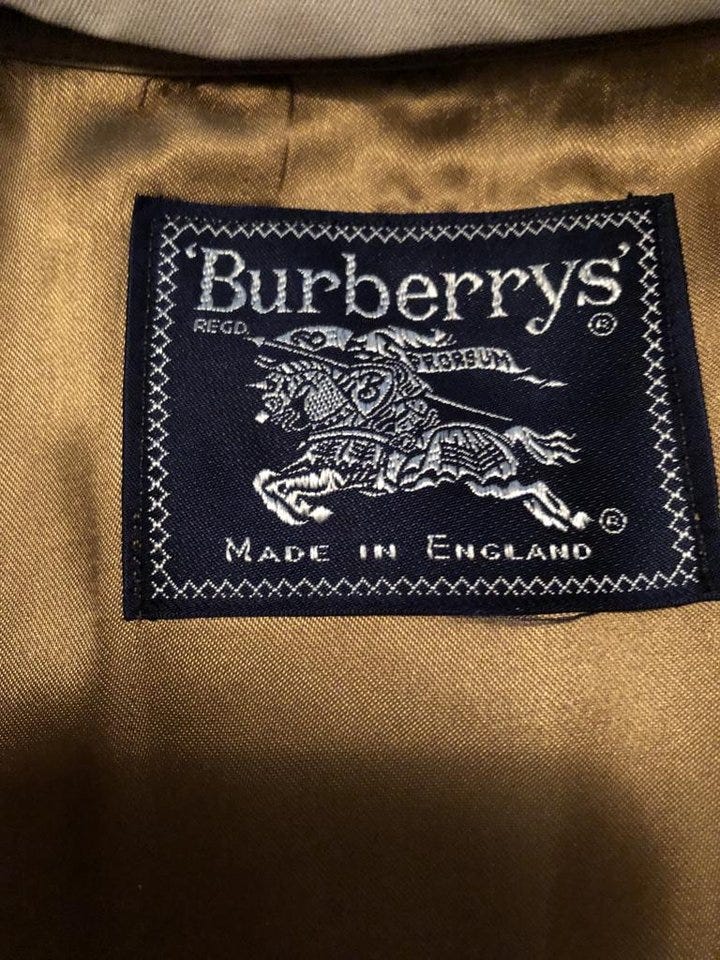 'Burberrys'
REGD. ®
PRORSUM
®
MADE IN ENGLAND